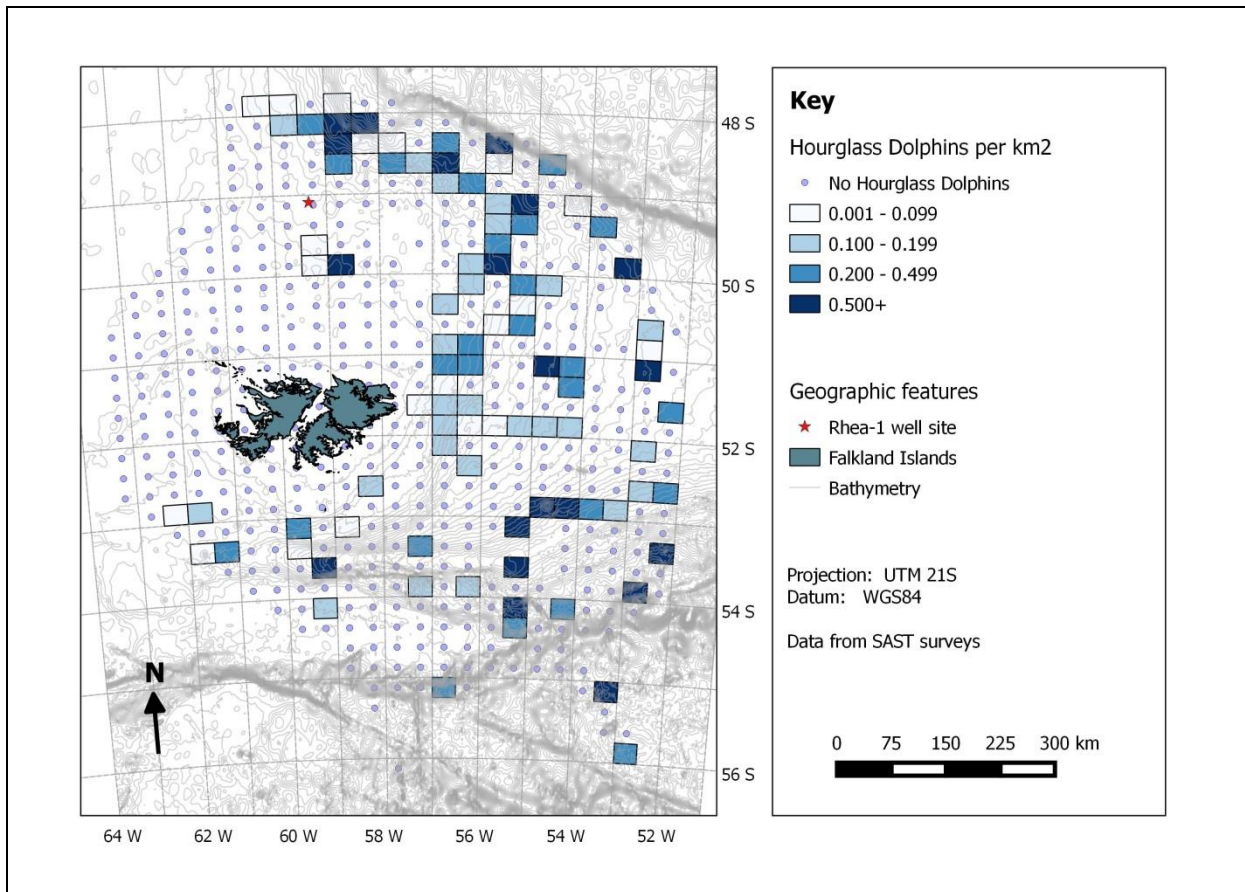 48 S
50 S
52 S
54 S
56 S
64 W 62 W 60 W 58 W 56 W 54 W 52 W
N
Key
Hourglass Dolphins per km2
No Hourglass Dolphins
0.001 - 0.099
0.100 - 0.199
0.200 - 0.499
0.500+
Geographic features
Rhea-1 well site
Falkland Islands
Bathymetry
Projection: UTM 21S
Datum: WGS84
Data from SAST surveys
0 75 150 225 300 km